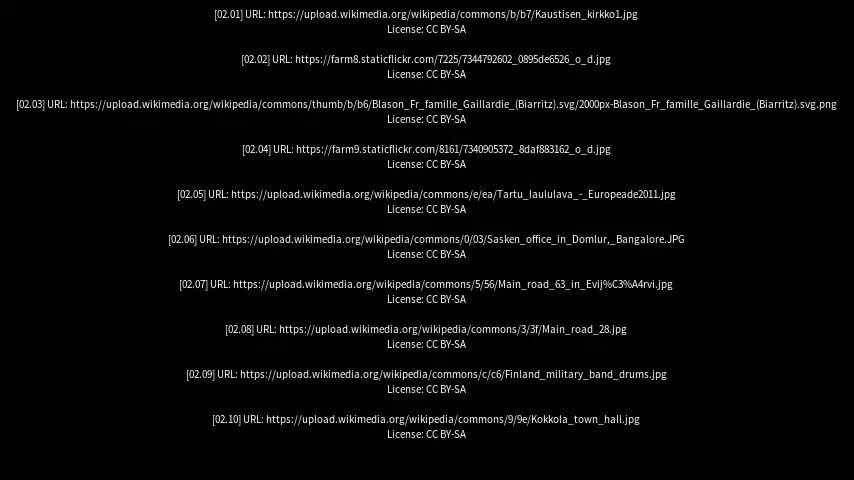 [02.01] URL: https://upload.wikimedia.org/wikipedia/commons/b/b7/Kaustisen_kirkko1.jpg
License: CC BY-SA
[02.02] URL: https://farm8.staticflickr.com/7225/7344792602_0895de6526_o_d.jpg
License: CC BY-SA
[02.03] URL: https://upload.wikimedia.org/wikipedia/commons/thumb/b/b6/Blason_Fr_famille_Gaillardie_(Biarritz).svg/2000px-Blason_Fr_famille_Gaillardie_(Biarritz).svg.png
License: CC BY-SA
[02.04] URL: https://farm9.staticflickr.com/8161/7340905372_8daf883162_o_d.jpg
License: CC BY-SA
[02.05] URL: https://upload.wikimedia.org/wikipedia/commons/e/ea/Tartu_laululava_-_Europeade2011.jpg
License: CC BY-SA
[02.06] URL: https://upload.wikimedia.org/wikipedia/commons/0/03/Sasken_office_in_Domlur,_Bangalore.JPG
License: CC BY-SA
[02.07] URL: https://upload.wikimedia.org/wikipedia/commons/5/56/Main_road_63_in_Evij%C3%A4rvi.jpg
License: CC BY-SA
[02.08] URL: https://upload.wikimedia.org/wikipedia/commons/3/3f/Main_road_28.jpg
License: CC BY-SA
[02.09] URL: https://upload.wikimedia.org/wikipedia/commons/c/c6/Finland_military_band_drums.jpg
License: CC BY-SA
[02.10] URL: https://upload.wikimedia.org/wikipedia/commons/9/9e/Kokkola_town_hall.jpg
License: CC BY-SA